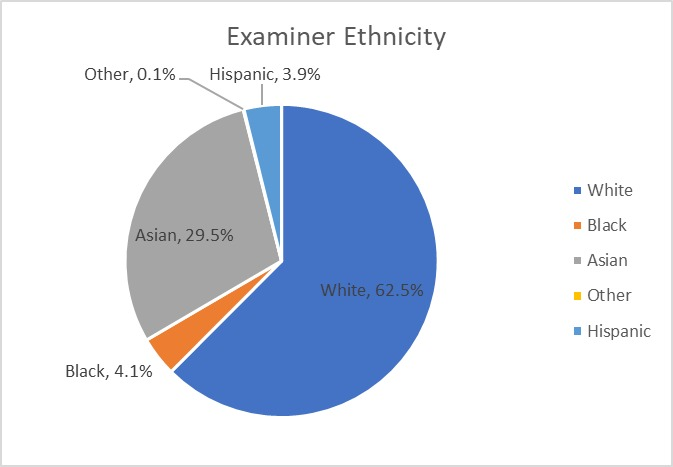 Examiner Ethnicity
Other, 0.1%
Hispanic, 3.9%
Asian, 29.5%
White, 62.5%
Black, 4.1%
White
Black
Asian
Other
Hispanic